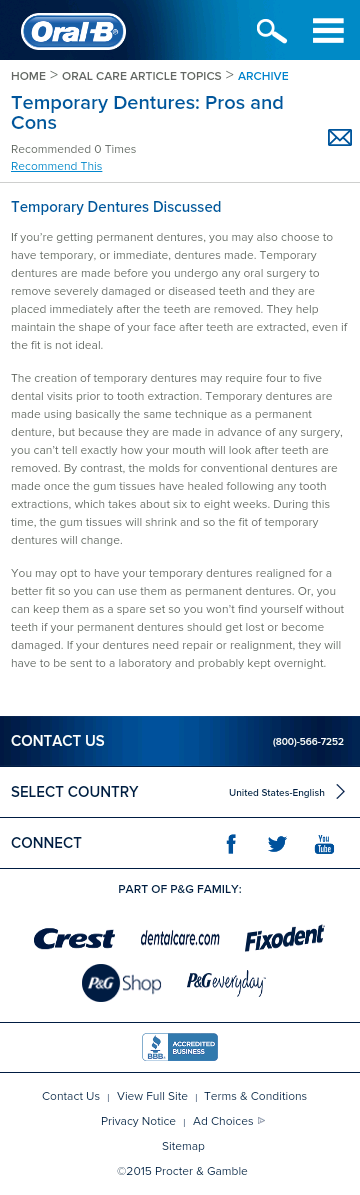 Oral-B®
HOME > ORAL CARE ARTICLE TOPICS > ARCHIVE
Temporary Dentures: Pros and
Cons
Recommended 0 Times
Recommend This
Temporary Dentures Discussed
If you’re getting permanent dentures, you may also choose to
have temporary, or immediate, dentures made. Temporary
dentures are made before you undergo any oral surgery to
remove severely damaged or diseased teeth and they are
placed immediately after the teeth are removed. They help
maintain the shape of your face after teeth are extracted, even if
the fit is not ideal.
The creation of temporary dentures may require four to five
dental visits prior to tooth extraction. Temporary dentures are
made using basically the same technique as a permanent
denture, but because they are made in advance of any surgery,
you can’t tell exactly how your mouth will look after teeth are
removed. By contrast, the molds for conventional dentures are
made once the gum tissues have healed following any tooth
extractions, which takes about six to eight weeks. During this
time, the gum tissues will shrink and so the fit of temporary
dentures will change.
You may opt to have your temporary dentures realigned for a
better fit so you can use them as permanent dentures. Or, you
can keep them as a spare set so you won’t find yourself without
teeth if your permanent dentures should get lost or become
damaged. If your dentures need repair or realignment, they will
have to be sent to a laboratory and probably kept overnight.
CONTACT US (800)-566-7252
SELECT COUNTRY United States-English
CONNECT f You Tube
PART OF P&G FAMILY:
Crest dentalcare.com Fixodent
P&G Shop P&G everyday
BBB. ACCREDITED BUSINESS
Contact Us | View Full Site | Terms & Conditions
Privacy Notice | Ad Choices
Sitemap
©2015 Procter & Gamble